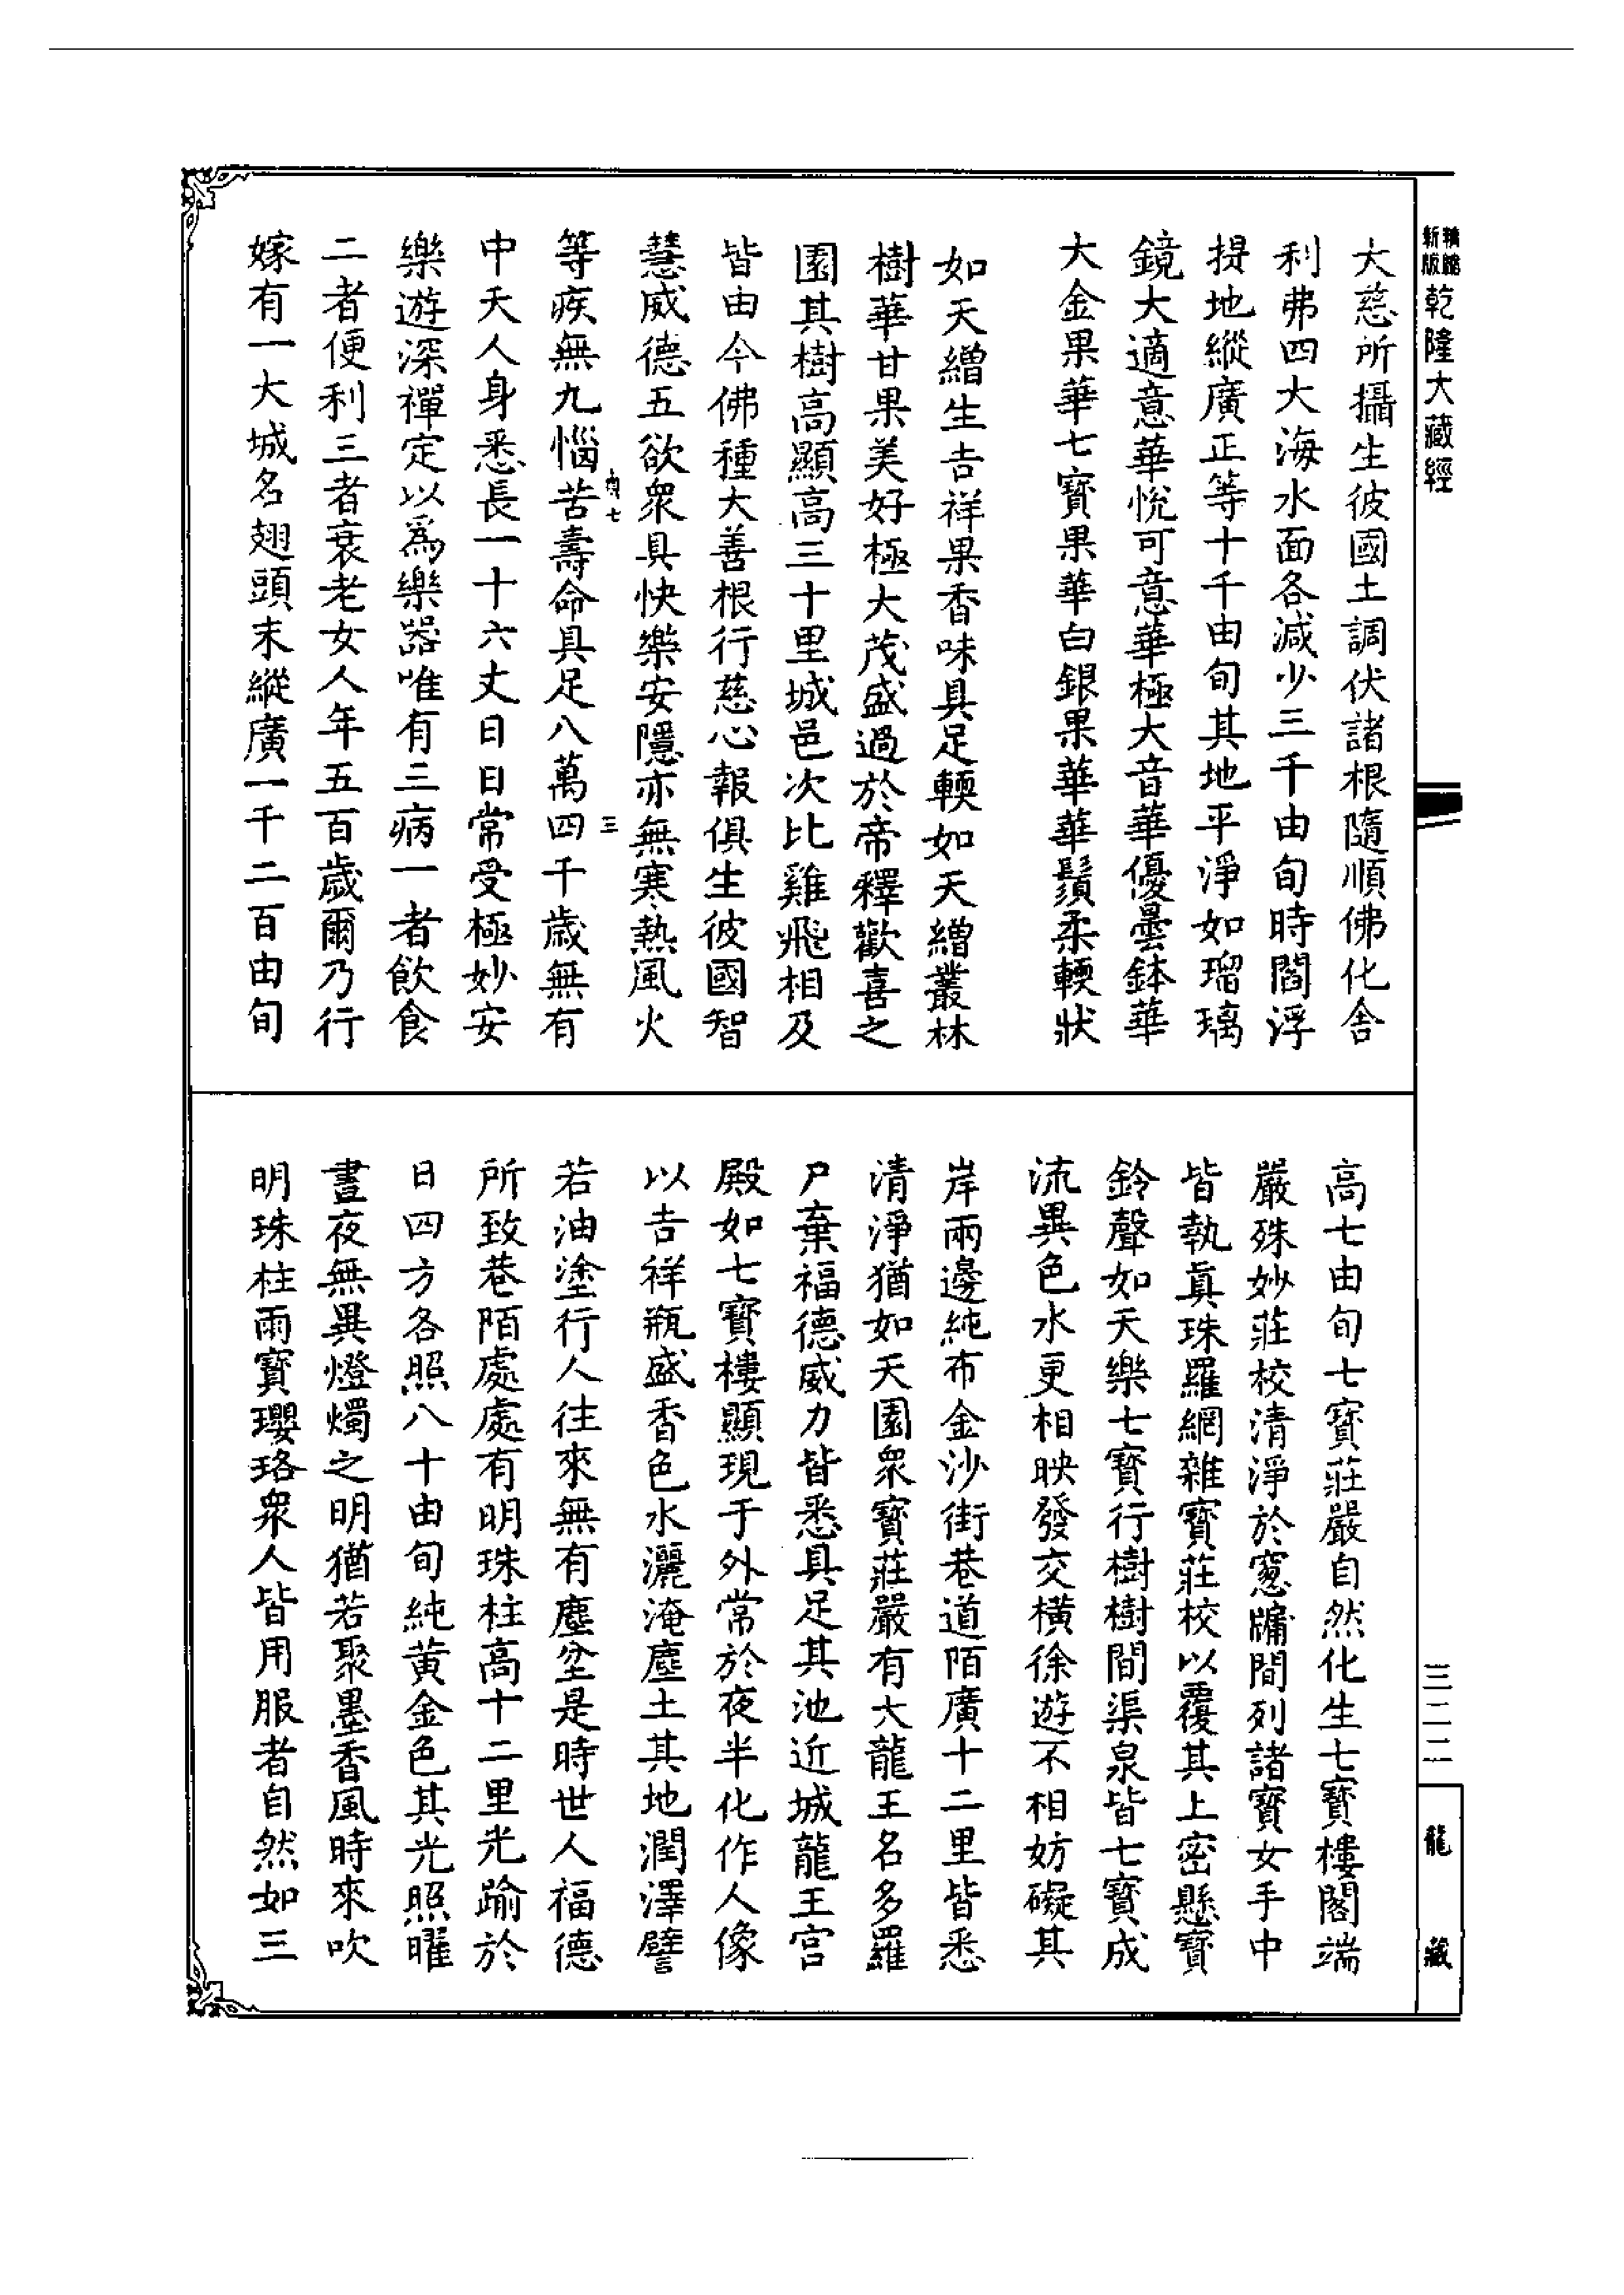 新版
乾隆大藏經
大慈所攝生彼國土調伏諸根隨順佛化舍
利弗四大海水面各減少三千由旬時閻浮
提地縱廣正等十千由旬其地平淨如瑠璃
鏡大適意華悅可意華極大音華優曇鉢華
大金果華七寶果華白銀果華華鬚柔輭狀
如天繒生吉祥果香味具足輭如天繒叢林
樹華甘果美好極大茂盛過於帝釋歡喜之
園其樹高顯高三十里城邑次比雞飛相及
皆由今佛種大善根行慈心報俱生彼國智
慧威德五欲衆具快樂安隱亦無寒熱風火
三
等疾無九惱苦壽命具足八萬四千歲無有
中夭人身悉長一十六丈日日常受極妙安
樂遊深禪定以爲樂器唯有三病一者飲食
二者便利三者衰老女人年五百歲爾乃行
嫁有一大城名翅頭末縱廣一千二百由旬
高七由旬七寶莊嚴自然化生七寶樓閣端
嚴殊妙莊校清淨於窻牖間列諸寶女手中
皆執眞珠羅網雜寶莊校以覆其上密懸寶
鈴聲如天樂七寶行樹樹間渠泉皆七寶成
流異色水更相映發交橫徐遊不相妨礙其
岸兩邊純布金沙街巷道陌廣十二里皆悉
清淨猶如天園衆寶莊嚴有大龍王名多羅
尸棄福德威力皆悉具足其池近城龍王宮
殿如七寶樓顯現于外常於夜半化作人像
以吉祥瓶盛香色水灑淹塵土其地潤澤譬
若油塗行人往來無有塵坌是時世人福德
所致巷陌處處有明珠柱高十二里光踰於
日四方各照八十由旬純黃金色其光照曜
晝夜無異燈燭之明猶若聚墨香風時來吹
明珠柱雨寶瓔珞衆人皆用服者自然如三
三二二
龍藏